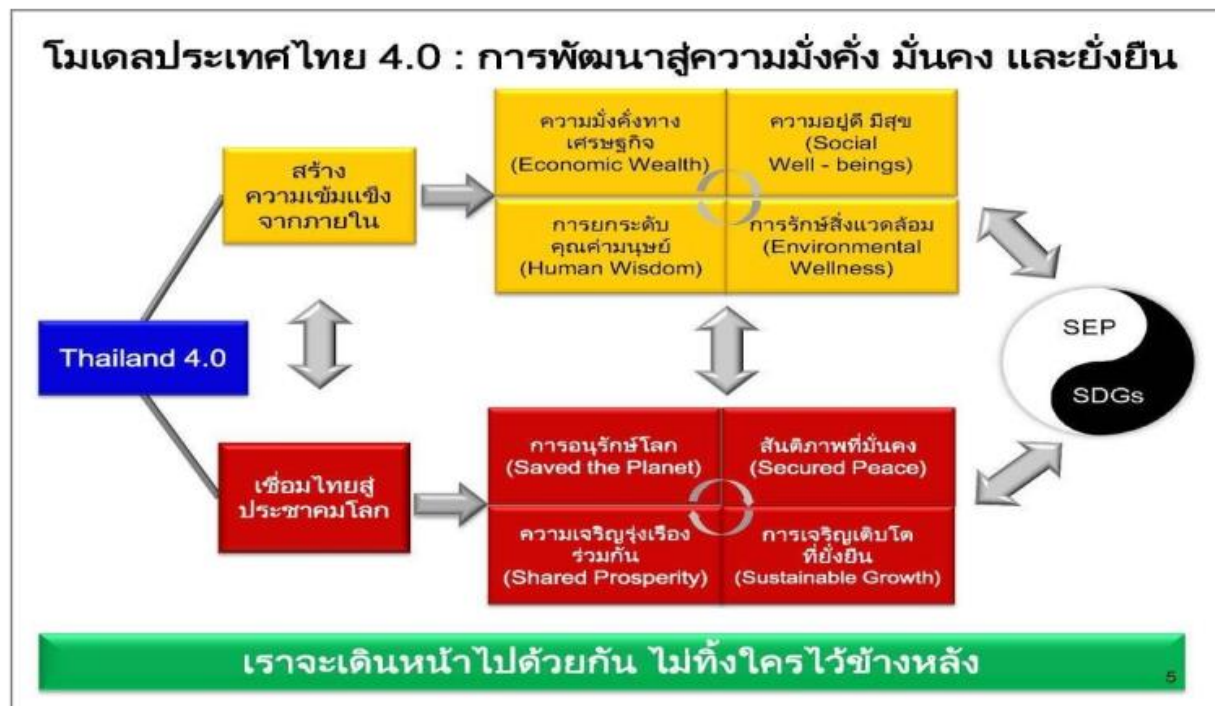 โมเดลประเทศไทย 4.0 : การพัฒนาสู่ความมั่งคั่ง มั่นคง และยั่งยืน
ความมั่งคั่งทาง
เศรษฐกิจ
(Economic Wealth)
ความอยู่ดี มีสุข
(Social
Well - beings)
สร้าง
ความเข้มแข็ง
จากภายใน
การยกระดับ
คุณค่ามนุษย์
(Human Wisdom)
การรักษ์สิ่งแวดล้อม
(Environmental
Wellness)
Thailand 4.0
SEP
SDGs
เชื่อมไทยสู่
ประชาคมโลก
การอนุรักษ์โลก
(Saved the Planet)
สันติภาพที่มั่นคง
(Secured Peace)
ความเจริญรุ่งเรือง
ร่วมกัน
(Shared Prosperity)
การเจริญเติบโต
ที่ยั่งยืน
(Sustainable Growth)
เราจะเดินหน้าไปด้วยกัน ไม่ทิ้งใครไว้ข้างหลัง
5